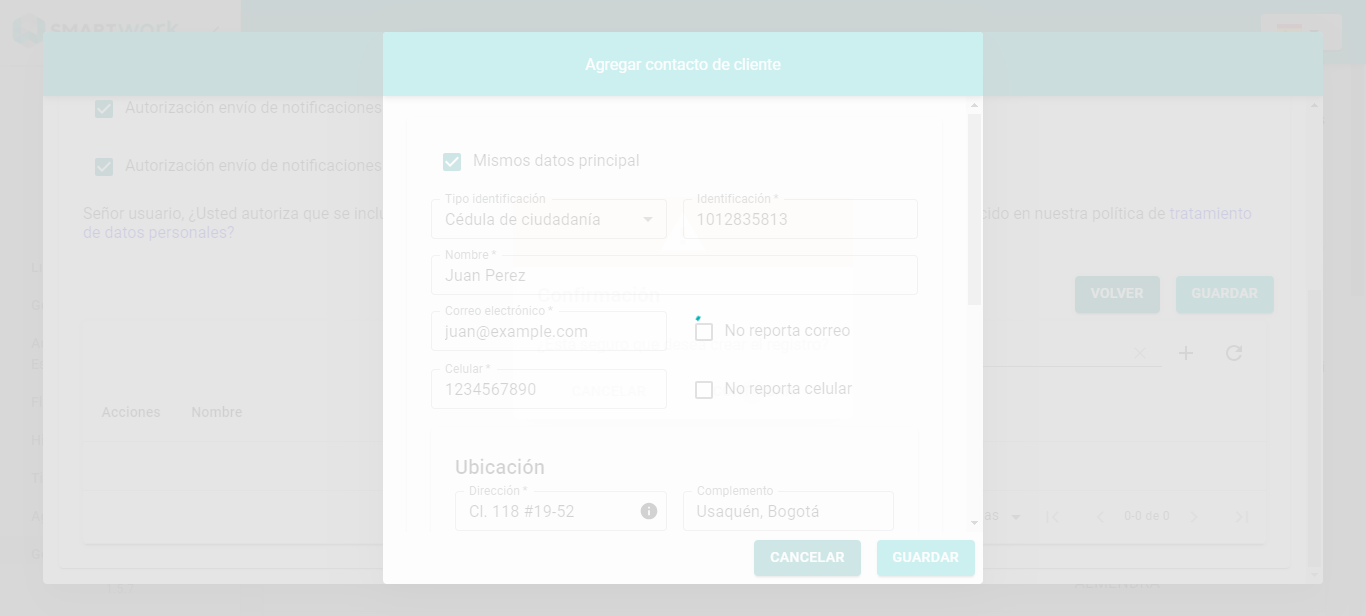 SMARTWORK
Agregar contacto de cliente
Autorización envío de notificaciones
Autorización envío de notificaciones
Señor usuario, ¿Usted autoriza que se
cido en nuestra política de tratamiento
de datos personales?
VOLVER
GUARDAR
Acciones
Nombre
0-0 de 0
Mismos datos principal
Tipo identificación
Cédula de ciudadanía
Identificación *
1012835813
Nombre *
Juan Perez
Confirmación
Correo electrónico *
juan@example.com
No reporta correo
Celular *
1234567890
CANCELAR
No reporta celular
Ubicación
Dirección *
Cl. 118 #19-52
Complemento
Usaquén, Bogotá
CANCELAR
GUARDAR